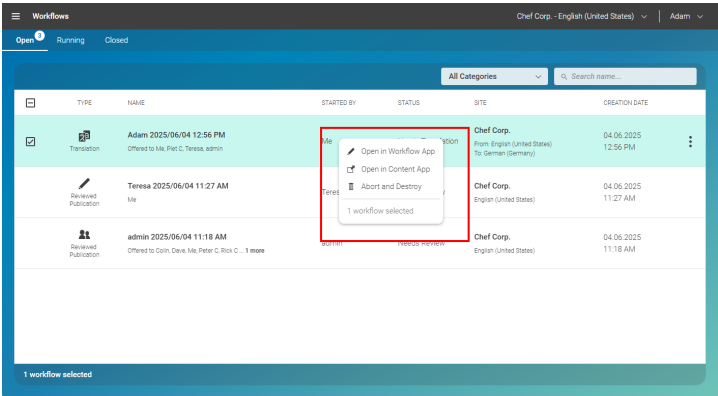 Workflows
Chef Corp. - English (United States)
Adam
Open 3
Running
Closed
All Categories
Search name...
TYPE NAME STARTED BY STATUS SITE CREATION DATE
Translation
Adam 2025/06/04 12:56 PM
Offered to Me, Piet C, Teresa, admin
Me
Chef Corp.
From: English (United States)
To: German (Germany)
04.06.2025
12:56 PM
Open in Workflow App
Open in Content App
Abort and Destroy
1 workflow selected
Reviewed
Publication
Teresa 2025/06/04 11:27 AM
Me
Chef Corp.
English (United States)
04.06.2025
11:27 AM
Reviewed
Publication
admin 2025/06/04 11:18 AM
Offered to Colin, Dave, Me, Peter C, Rick C ... 1 more
admin
Needs Review
Chef Corp.
English (United States)
04.06.2025
11:18 AM
1 workflow selected